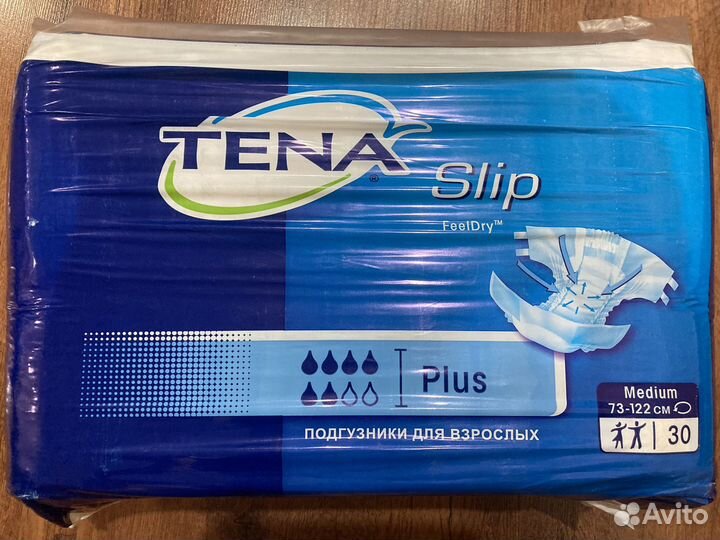 TENA®
Slip
FeelDry™
Plus
Medium
73-122 см
30
ПОДГУЗНИКИ ДЛЯ ВЗРОСЛЫХ
Avito